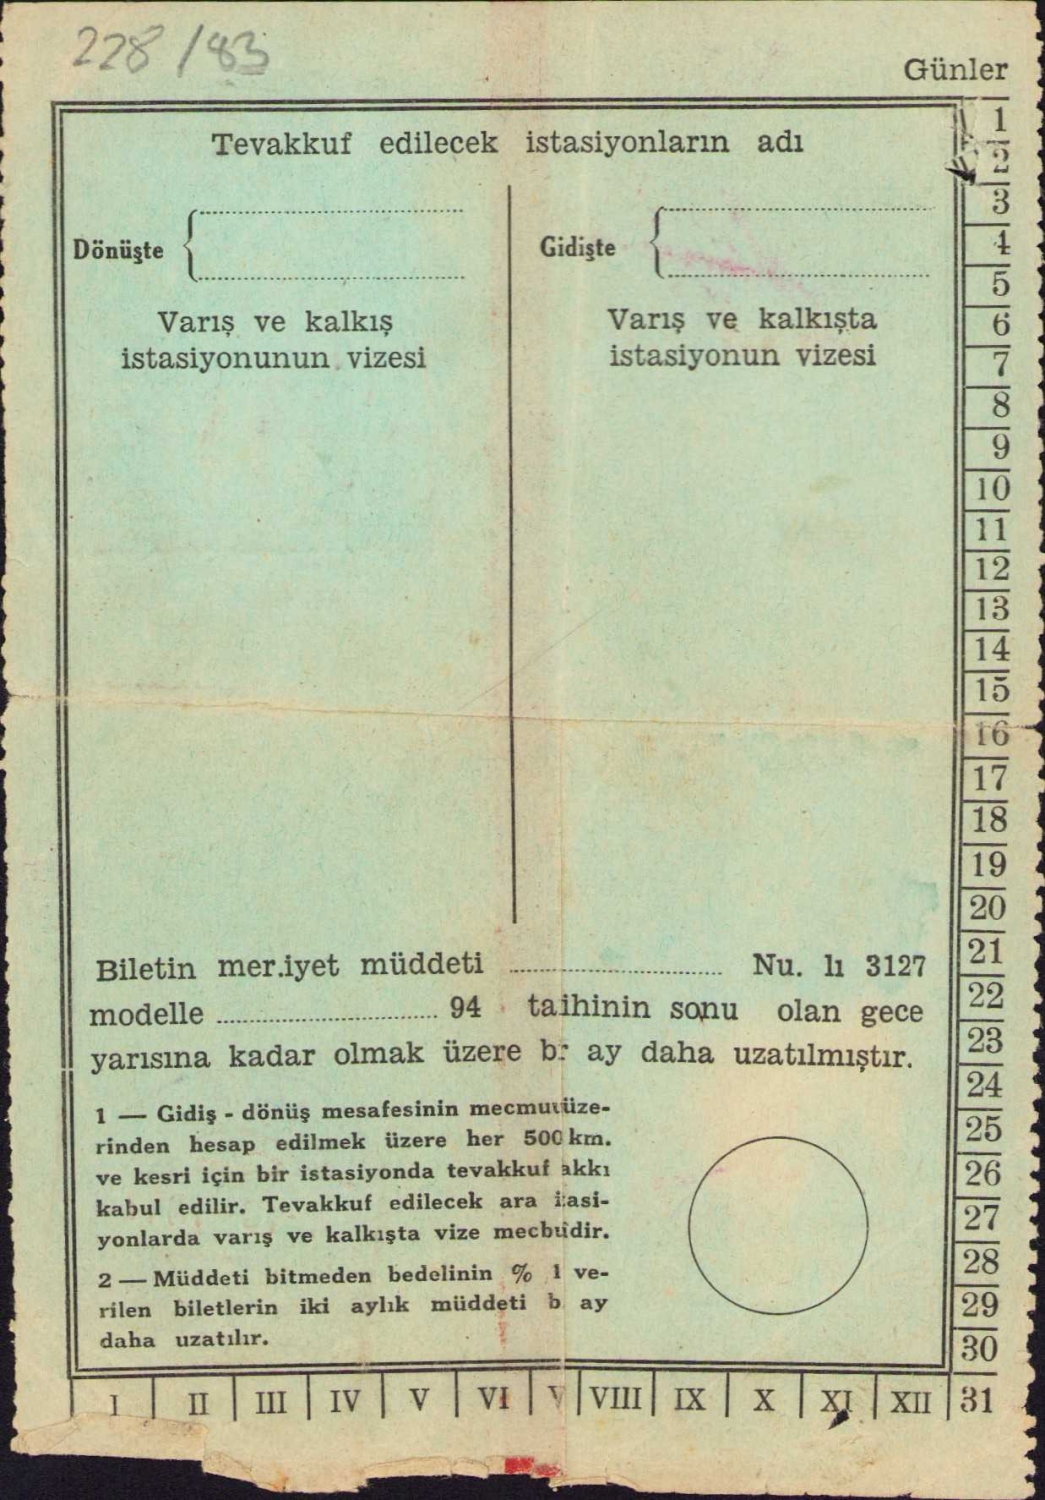 228/83
Günler
Tevakkuf edilecek istasiyonların adı
Dönüşte
Gidişte
Varış ve kalkış
istasiyonunun vizesi
Varış ve kalkışta
istasiyonun vizesi
1
2
3
4
5
6
7
8
9
10
11
12
13
14
15
16
17
18
19
20
21
22
23
24
25
26
27
28
29
30
31
Biletin mer.iyet müddeti ........................ Nu. lı 3127
modelle ........................ 94 taihinin sonu olan gece
yarısına kadar olmak üzere br ay daha uzatılmıştır.
1 — Gidiş - dönüş mesafesinin mecmuüze-
rinden hesap edilmek üzere her 500 km.
ve kesri için bir istasiyonda tevakkuf akkı
kabul edilir. Tevakkuf edilecek ara itasi-
yonlarda varış ve kalkışta vize mecbudir.
2 — Müddeti bitmeden bedelinin % 1 ve-
rilen biletlerin iki aylık müddeti b ay
daha uzatılır.
I II III IV V VI V VIII IX X XI XII